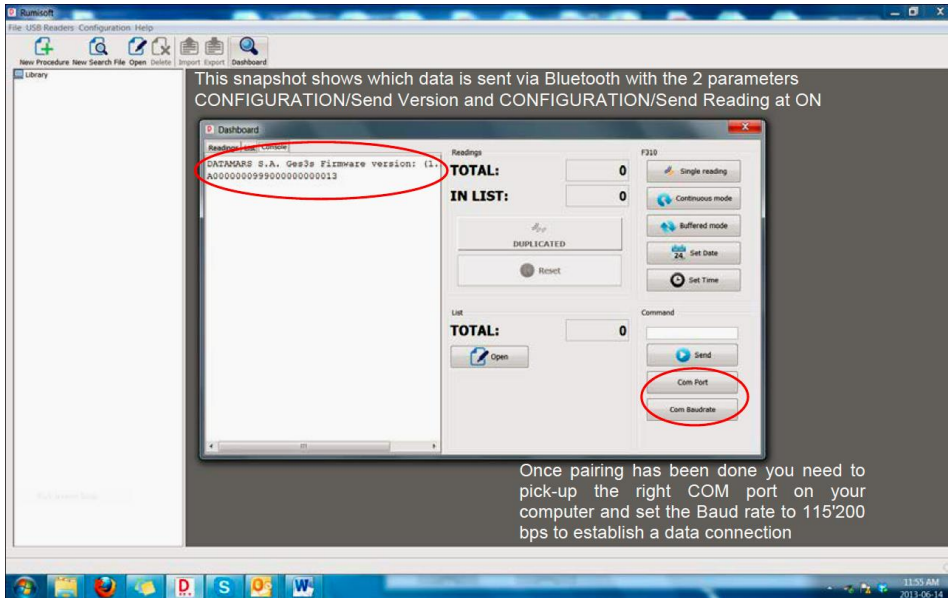 Rumisoft
File USB Readers Configuration Help
New Procedure New Search File Open Delete Import Export Dashboard
Library
This snapshot shows which data is sent via Bluetooth with the 2 parameters
CONFIGURATION/Send Version and CONFIGURATION/Send Reading at ON
Dashboard
Readings List Console
DATAMARS S.A. Ges3s Firmware version: (1.
A0000000999000000000013
Readings
TOTAL: 0
IN LIST: 0
DUPLICATED
Reset
List
TOTAL: 0
Open
F310
Single reading
Continuous mode
Buffered mode
24
Set Date
Set Time
Command
Send
Com Port
Com Baudrate
Once pairing has been done you need to
pick-up the right COM port on your
computer and set the Baud rate to 115'200
bps to establish a data connection
11:55 AM
2013-06-14